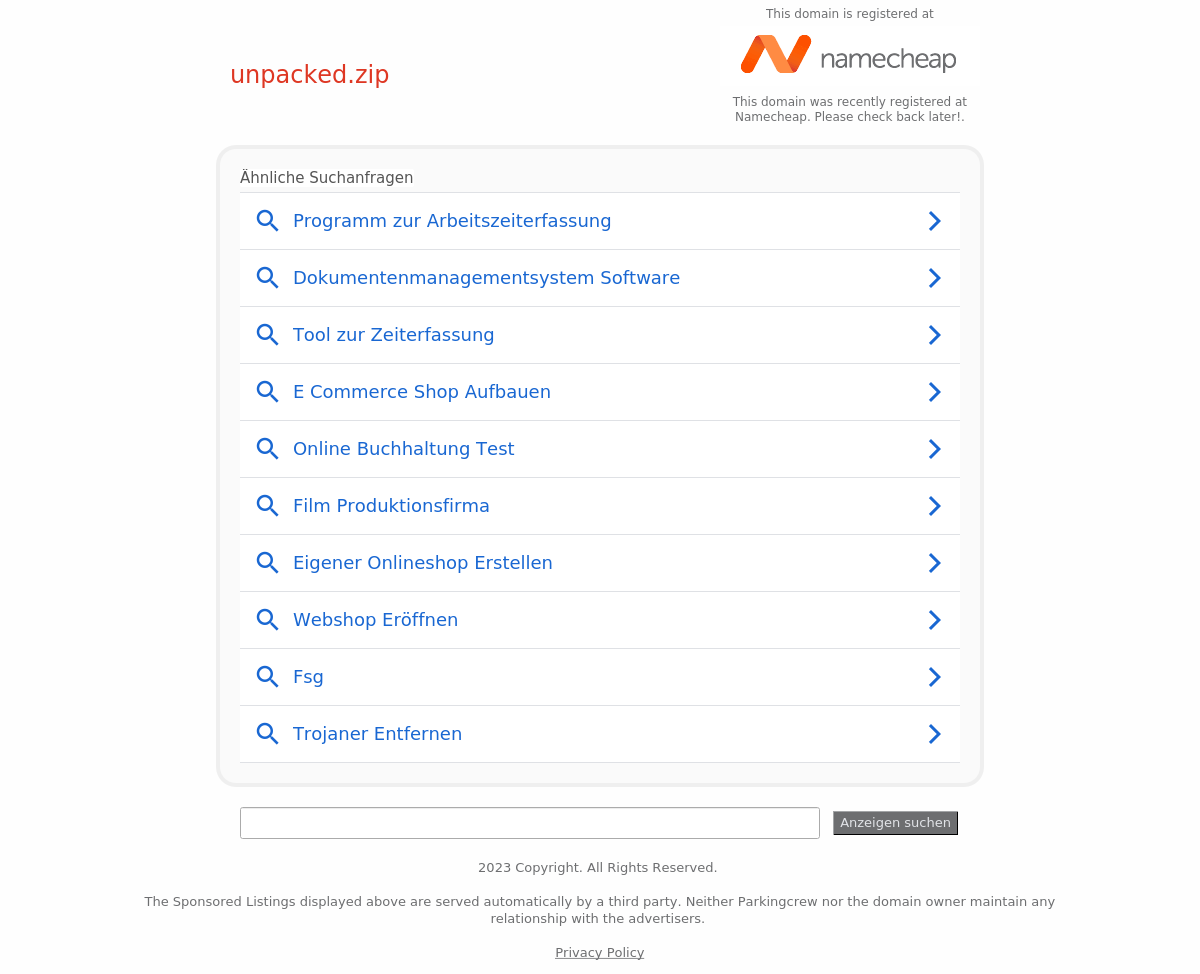 This domain is registered at
namecheap
unpacked.zip
This domain was recently registered at
Namecheap. Please check back later!.
Ähnliche Suchanfragen
Programm zur Arbeitszeiterfassung
Dokumentenmanagementsystem Software
Tool zur Zeiterfassung
E Commerce Shop Aufbauen
Online Buchhaltung Test
Film Produktionsfirma
Eigener Onlineshop Erstellen
Webshop Eröffnen
Fsg
Trojaner Entfernen
Anzeigen suchen
2023 Copyright. All Rights Reserved.
The Sponsored Listings displayed above are served automatically by a third party. Neither Parkingcrew nor the domain owner maintain any
relationship with the advertisers.
Privacy Policy